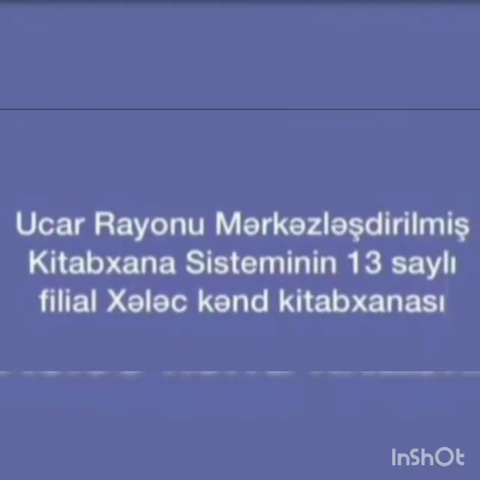 Ucar Rayonu Mərkəzləşdirilmiş
Kitabxana Sisteminin 13 saylı
filial Xələc kənd kitabxanası
InShOt